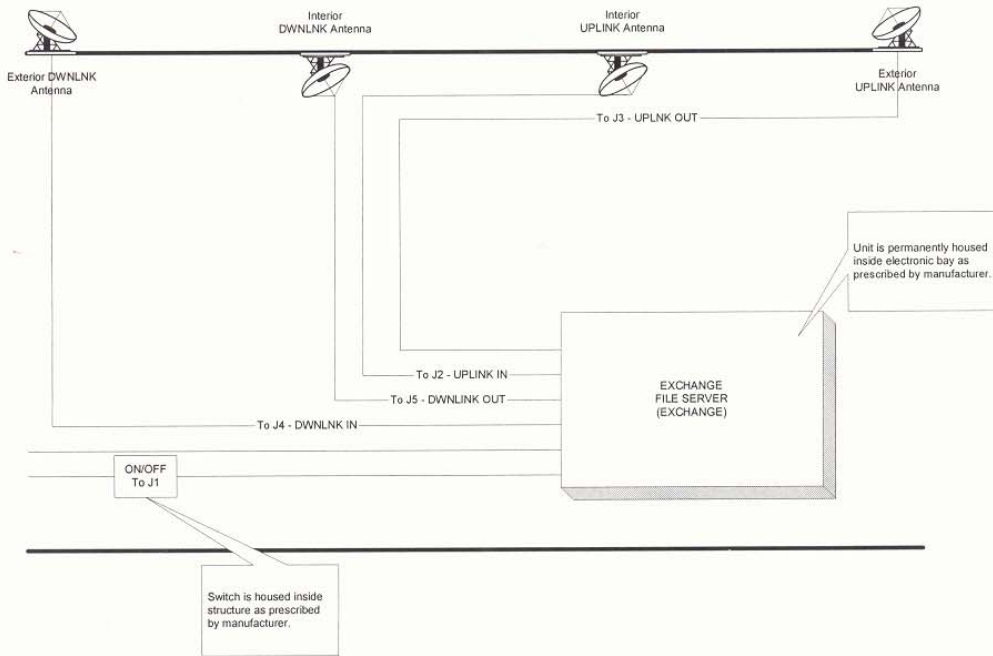 Interior
DWNLNK Antenna
Interior
UPLINK Antenna
Exterior DWNLNK
Antenna
Exterior
UPLINK Antenna
To J3 - UPLNK OUT
Unit is permanently housed
inside electronic bay as
prescribed by manufacturer.
To J2 - UPLINK IN
To J5 - DWNLINK OUT
To J4 - DWNLNK IN
EXCHANGE
FILE SERVER
(EXCHANGE)
ON/OFF
To J1
Switch is housed inside
structure as prescribed
by manufacturer.